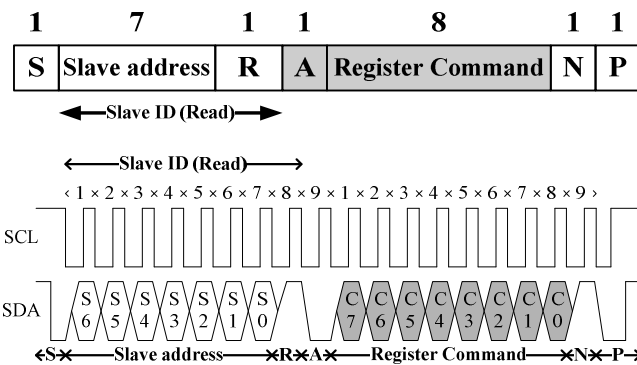 1 7 1 1 8 1 1
S Slave address R A Register Command N P
Slave ID (Read)
Slave ID (Read)
‹ 1 × 2 × 3 × 4 × 5 × 6 × 7 × 8 × 9 × 1 × 2 × 3 × 4 × 5 × 6 × 7 × 8 × 9 ›
SCL
SDA
S6 S5 S4 S3 S2 S1 S0 C7 C6 C5 C4 C3 C2 C1 C0
S Slave address R A Register Command N P